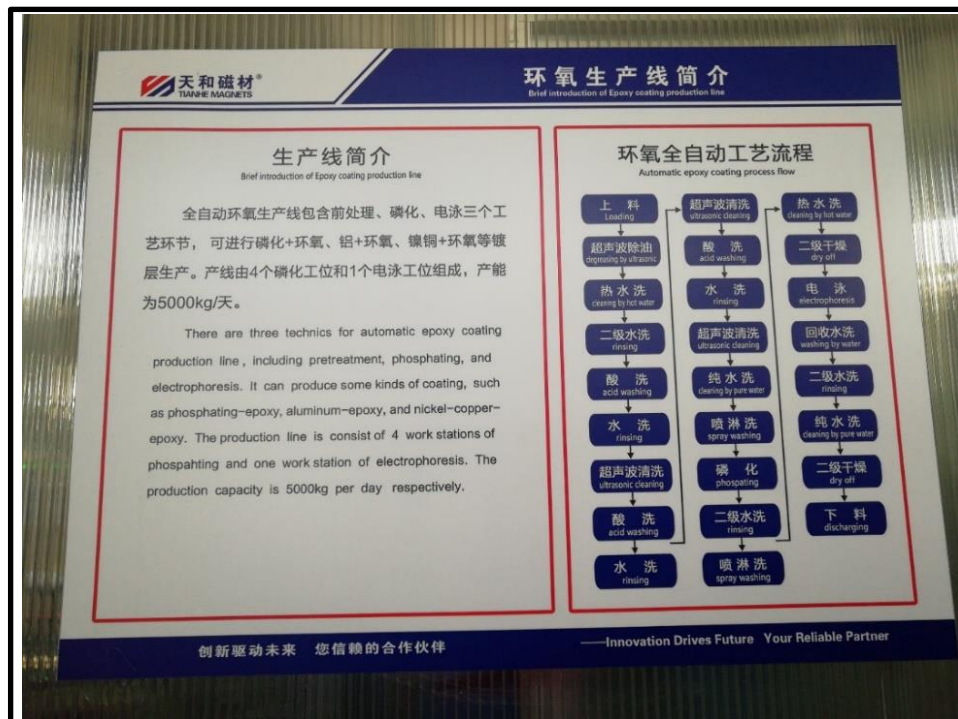 天和磁材®
TIANHE MAGNETS
环氧生产线简介
Brief introduction of Epoxy coating production line
生产线简介
Brief introduction of Epoxy coating production line
全自动环氧生产线包含前处理、磷化、电泳三个工
艺环节，可进行磷化+环氧、铝+环氧、镍铜+环氧等镀
层生产。产线由4个磷化工位和1个电泳工位组成，产能
为5000kg/天。
There are three technics for automatic epoxy coating
production line, including pretreatment, phosphating, and
electrophoresis. It can produce some kinds of coating, such
as phosphating-epoxy, aluminum-epoxy, and nickel-copper-
epoxy. The production line is consist of 4 work stations of
phospahting and one work station of electrophoresis. The
production capacity is 5000kg per day respectively.
环氧全自动工艺流程
Automatic epoxy coating process flow
上料
Loading
超声波除油
degreasing by ultrasonic
热水洗
cleaning by hot water
二级水洗
rinsing
酸洗
acid washing
水洗
rinsing
超声波清洗
ultrasonic cleaning
酸洗
acid washing
水洗
rinsing
超声波清洗
ultrasonic cleaning
酸洗
acid washing
水洗
rinsing
超声波清洗
ultrasonic cleaning
纯水洗
cleaning by pure water
喷淋洗
spray washing
磷化
phospating
二级水洗
rinsing
喷淋洗
spray washing
热水洗
cleaning by hot water
二级干燥
dry off
电泳
electrophoresis
回收水洗
washing by water
二级水洗
rinsing
纯水洗
cleaning by pure water
二级干燥
dry off
下料
discharging
创新驱动未来 您信赖的合作伙伴
——Innovation Drives Future Your Reliable Partner